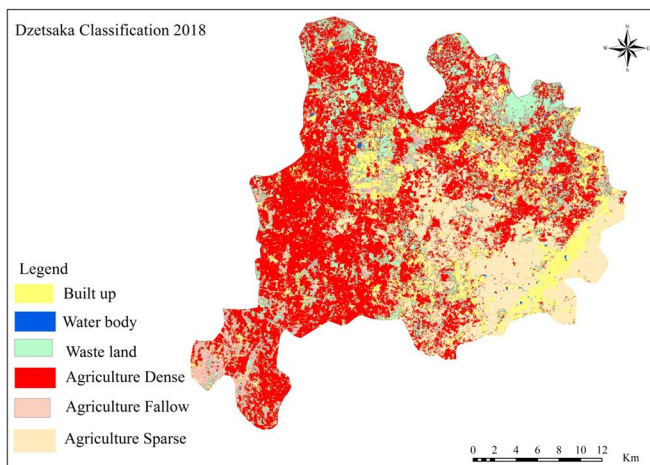 Dzetsaka Classification 2018
N
W E
S
Legend
Built up
Water body
Waste land
Agriculture Dense
Agriculture Fallow
Agriculture Sparse
0 2 4 6 8 10 12
Km